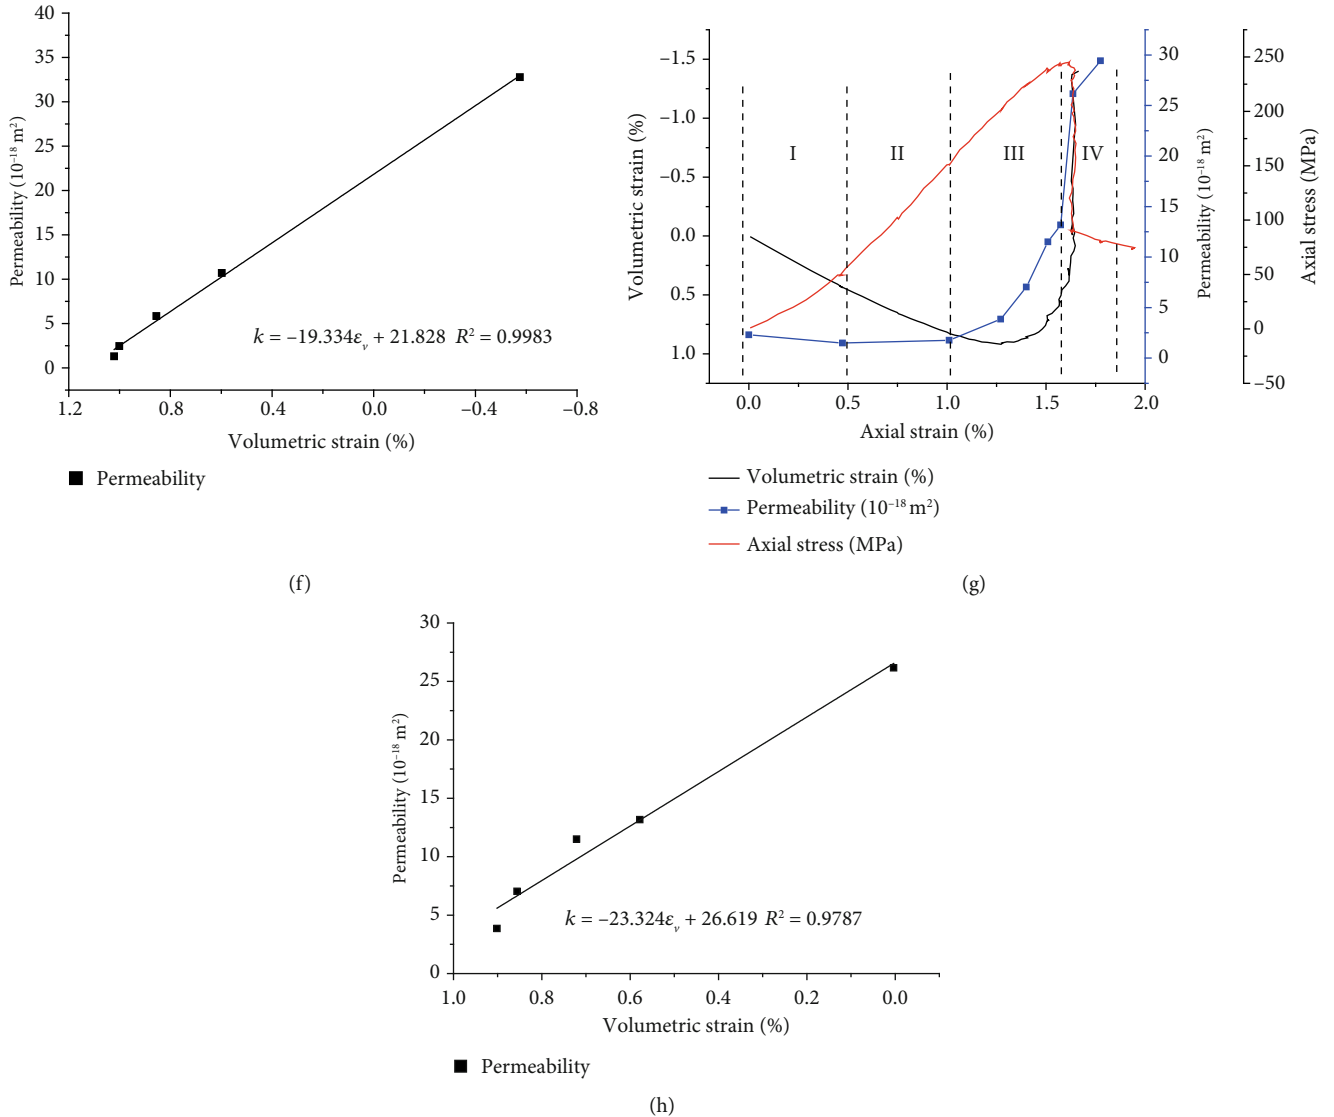 40
35
30
25
20
15
10
5
0
Permeability (10⁻¹⁸ m²)
k = –19.334εᵥ + 21.828 R² = 0.9983
1.2 0.8 0.4 0.0 –0.4 –0.8
Volumetric strain (%)
Permeability
(f)
–1.5
–1.0
–0.5
0.0
0.5
1.0
Volumetric strain (%)
I II III IV
30
25
20
15
10
5
0
Permeability (10⁻¹⁸ m²)
250
200
150
100
50
0
–50
Axial stress (MPa)
0.0 0.5 1.0 1.5 2.0
Axial strain (%)
Volumetric strain (%)
Permeability (10⁻¹⁸ m²)
Axial stress (MPa)
(g)
30
25
20
15
10
5
0
Permeability (10⁻¹⁸ m²)
k = –23.324εᵥ + 26.619 R² = 0.9787
1.0 0.8 0.6 0.4 0.2 0.0
Volumetric strain (%)
Permeability
(h)